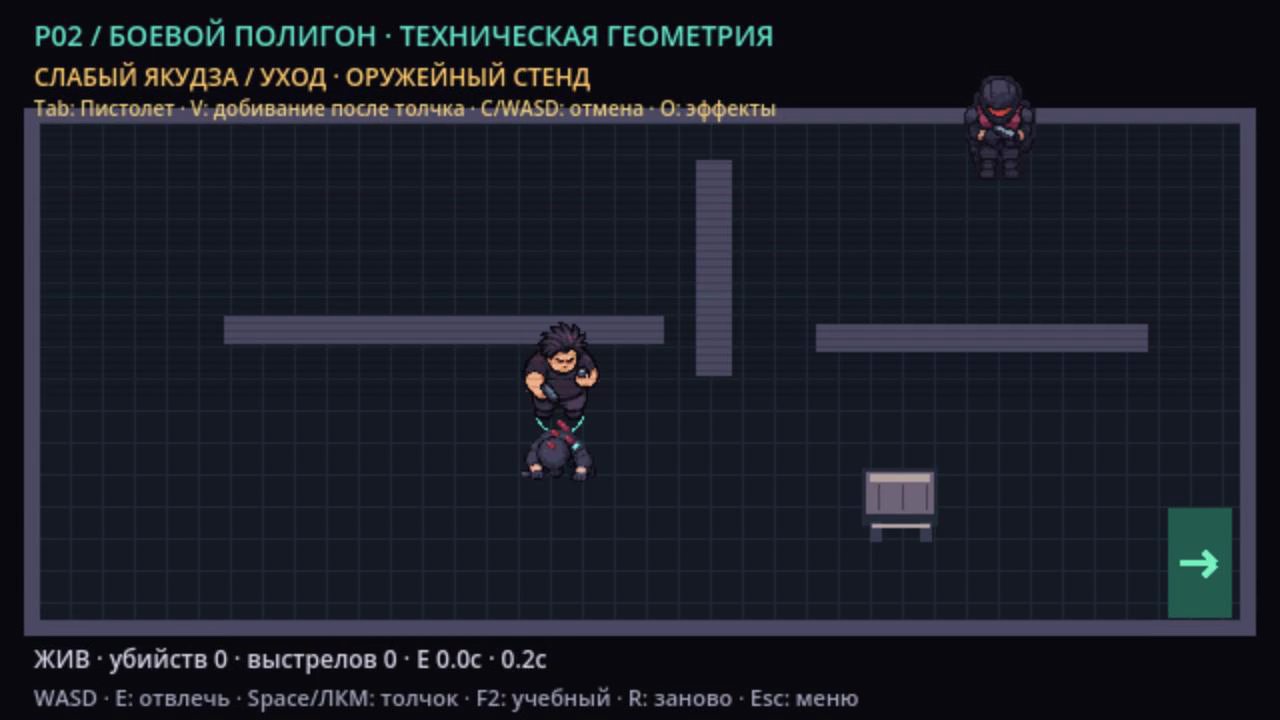 P02 / БОЕВОЙ ПОЛИГОН · ТЕХНИЧЕСКАЯ ГЕОМЕТРИЯ
СЛАБЫЙ ЯКУДЗА / УХОД · ОРУЖЕЙНЫЙ СТЕНД
Tab: Пистолет · V: добивание после толчка · C/WASD: отмена · O: эффекты
ЖИВ · убийств 0 · выстрелов 0 · E 0.0с · 0.2с
WASD · E: отвлечь · Space/ЛКМ: толчок · F2: учебный · R: заново · Esc: меню